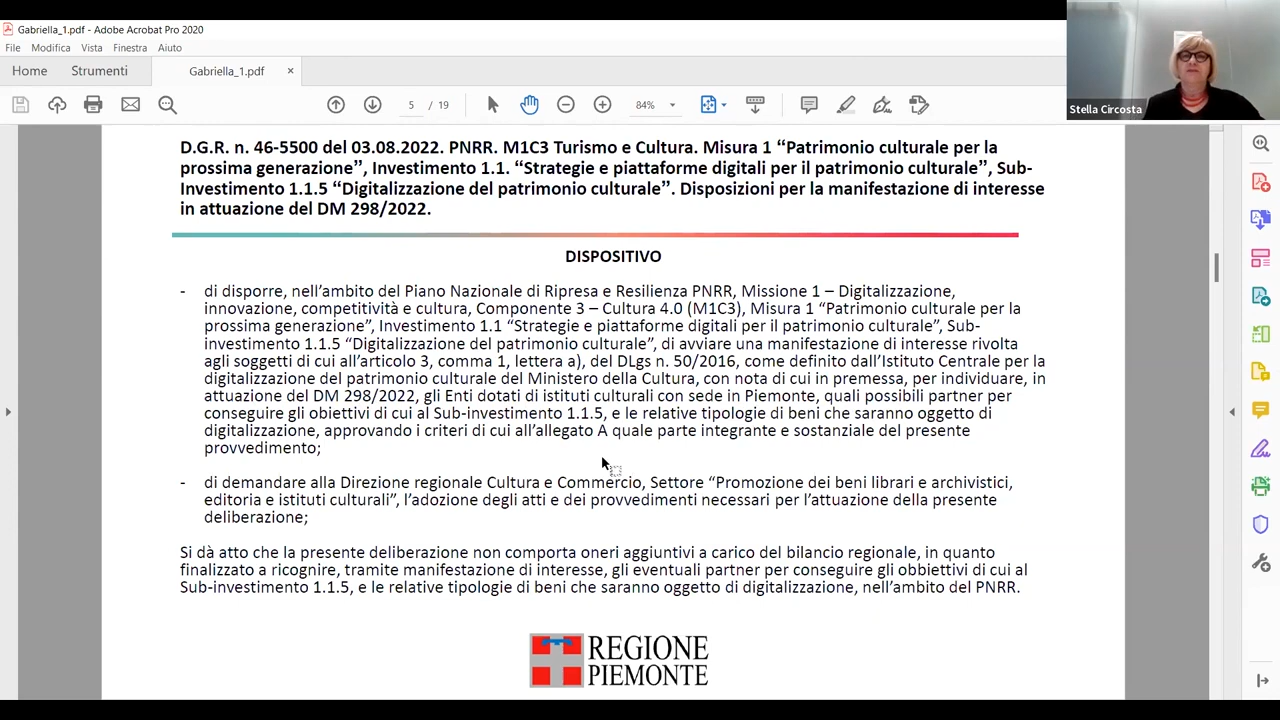 Gabriella_1.pdf - Adobe Acrobat Pro 2020
File Modifica Vista Finestra Aiuto
Home Strumenti Gabriella_1.pdf ×
5 / 19 84%
Stella Circosta
D.G.R. n. 46-5500 del 03.08.2022. PNRR. M1C3 Turismo e Cultura. Misura 1 “Patrimonio culturale per la
prossima generazione”, Investimento 1.1. “Strategie e piattaforme digitali per il patrimonio culturale”, Sub-
Investimento 1.1.5 “Digitalizzazione del patrimonio culturale”. Disposizioni per la manifestazione di interesse
in attuazione del DM 298/2022.
DISPOSITIVO
- di disporre, nell’ambito del Piano Nazionale di Ripresa e Resilienza PNRR, Missione 1 – Digitalizzazione,
innovazione, competitività e cultura, Componente 3 – Cultura 4.0 (M1C3), Misura 1 “Patrimonio culturale per la
prossima generazione”, Investimento 1.1 “Strategie e piattaforme digitali per il patrimonio culturale”, Sub-
investimento 1.1.5 “Digitalizzazione del patrimonio culturale”, di avviare una manifestazione di interesse rivolta
agli soggetti di cui all’articolo 3, comma 1, lettera a), del DLgs n. 50/2016, come definito dall’Istituto Centrale per la
digitalizzazione del patrimonio culturale del Ministero della Cultura, con nota di cui in premessa, per individuare, in
attuazione del DM 298/2022, gli Enti dotati di istituti culturali con sede in Piemonte, quali possibili partner per
conseguire gli obiettivi di cui al Sub-investimento 1.1.5, e le relative tipologie di beni che saranno oggetto di
digitalizzazione, approvando i criteri di cui all’allegato A quale parte integrante e sostanziale del presente
provvedimento;
- di demandare alla Direzione regionale Cultura e Commercio, Settore “Promozione dei beni librari e archivistici,
editoria e istituti culturali”, l’adozione degli atti e dei provvedimenti necessari per l’attuazione della presente
deliberazione;
Si dà atto che la presente deliberazione non comporta oneri aggiuntivi a carico del bilancio regionale, in quanto
finalizzato a ricognire, tramite manifestazione di interesse, gli eventuali partner per conseguire gli obbiettivi di cui al
Sub-investimento 1.1.5, e le relative tipologie di beni che saranno oggetto di digitalizzazione, nell’ambito del PNRR.
REGIONE
PIEMONTE